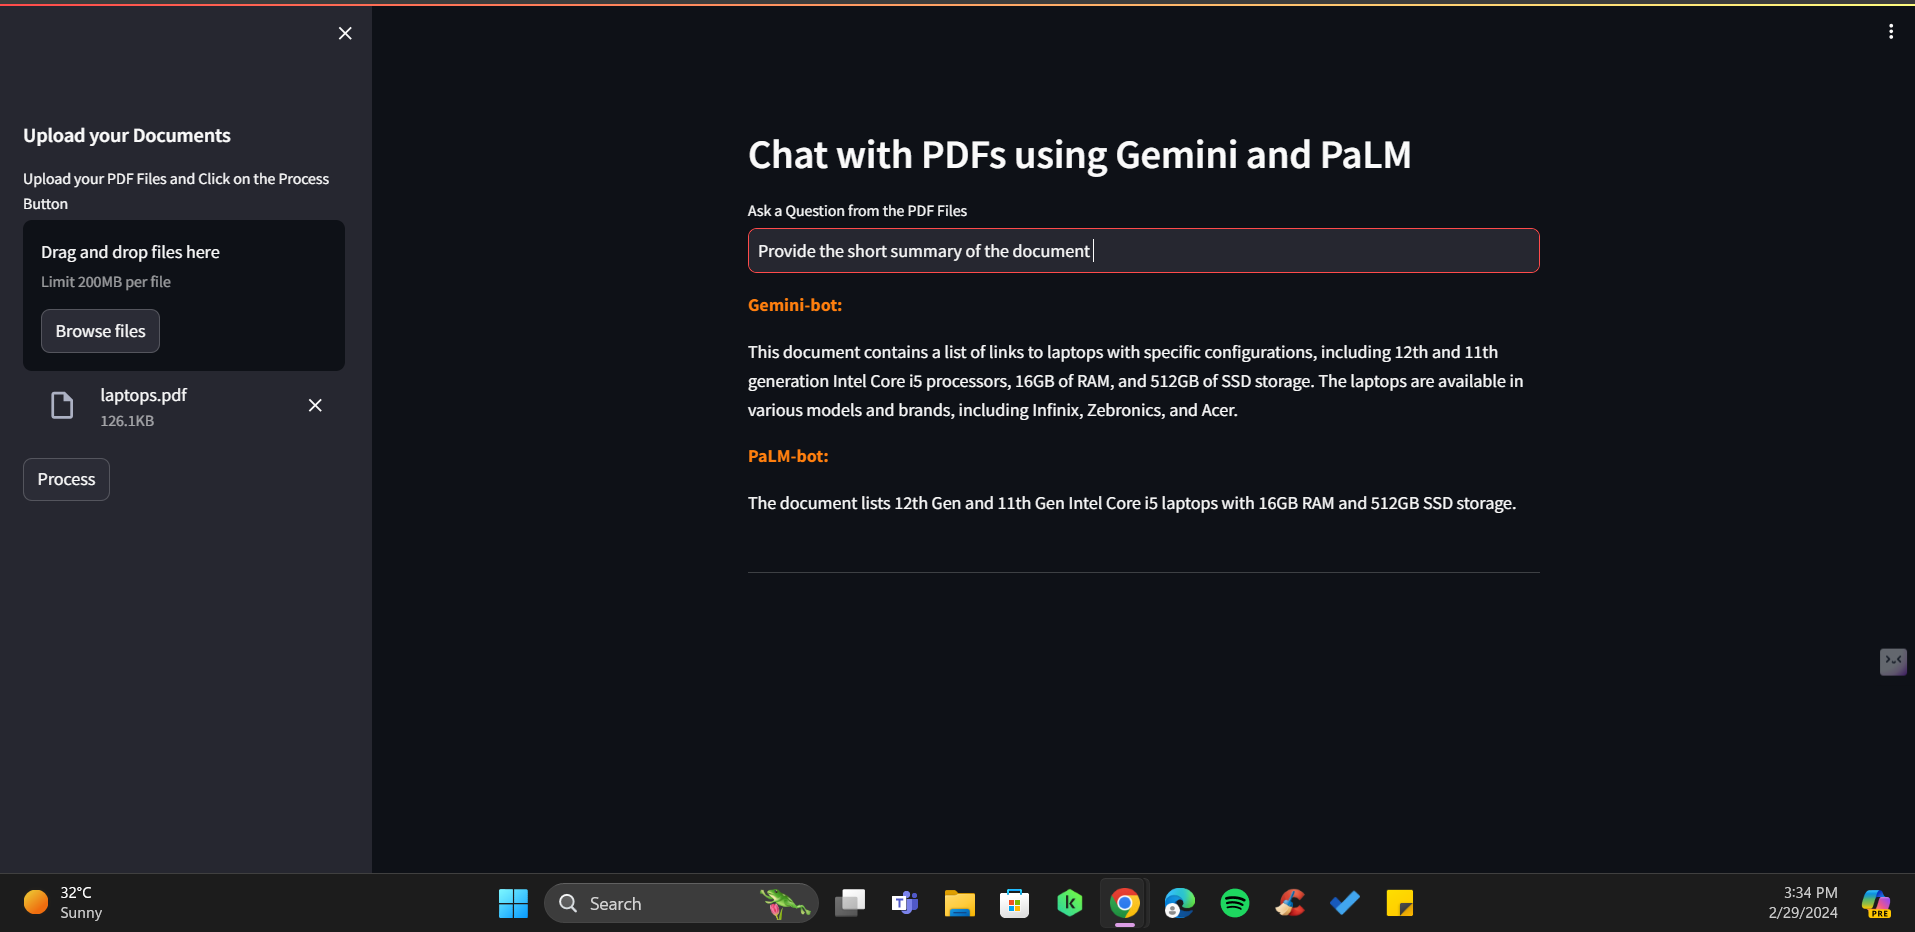 Upload your Documents
Upload your PDF Files and Click on the Process
Button
Drag and drop files here
Limit 200MB per file
Browse files
laptops.pdf
126.1KB
Process
Chat with PDFs using Gemini and PaLM
Ask a Question from the PDF Files
Provide the short summary of the document
Gemini-bot:
This document contains a list of links to laptops with specific configurations, including 12th and 11th
generation Intel Core i5 processors, 16GB of RAM, and 512GB of SSD storage. The laptops are available in
various models and brands, including Infinix, Zebronics, and Acer.
PaLM-bot:
The document lists 12th Gen and 11th Gen Intel Core i5 laptops with 16GB RAM and 512GB SSD storage.
32°C
Sunny
Search
3:34 PM
2/29/2024
PRE